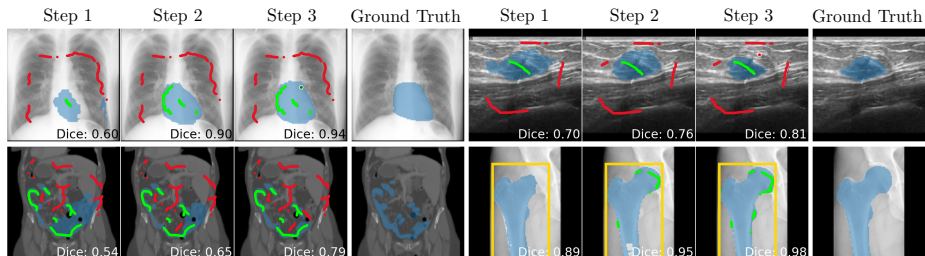 Step 1 Step 2 Step 3 Ground Truth Step 1 Step 2 Step 3 Ground Truth
Dice: 0.60 Dice: 0.90 Dice: 0.94 Dice: 0.70 Dice: 0.76 Dice: 0.81
Dice: 0.54 Dice: 0.65 Dice: 0.79 Dice: 0.89 Dice: 0.95 Dice: 0.98